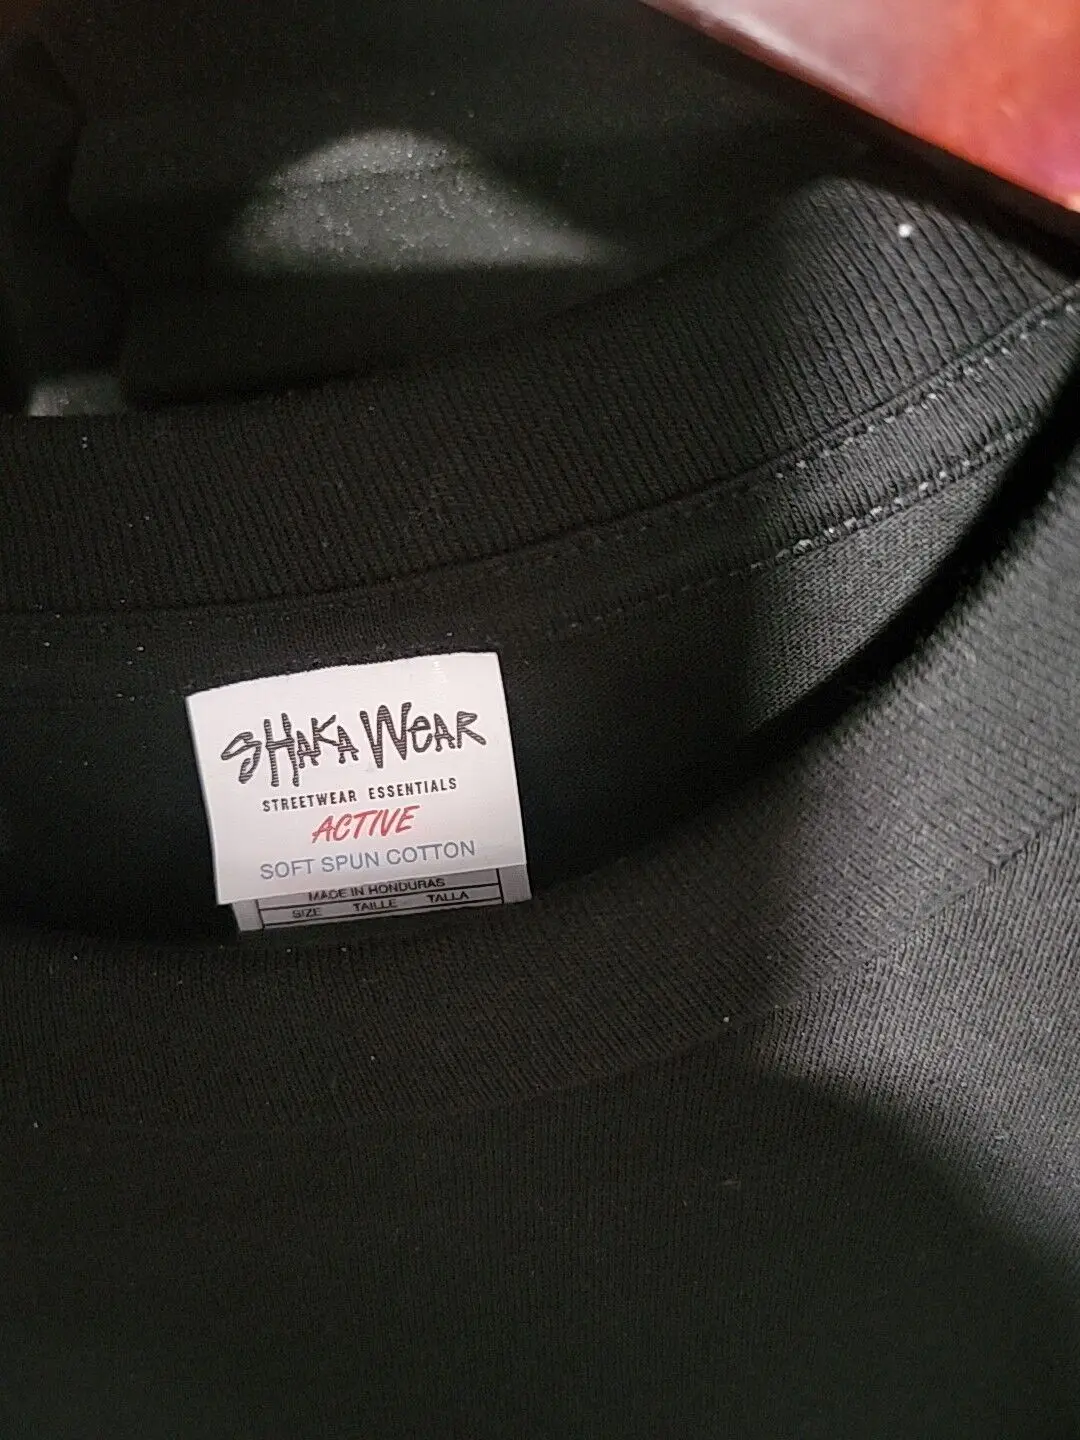 SHAKA WEAR
STREETWEAR ESSENTIALS
ACTIVE
SOFT SPUN COTTON
MADE IN HONDURAS
SIZE TAILLE TALLA